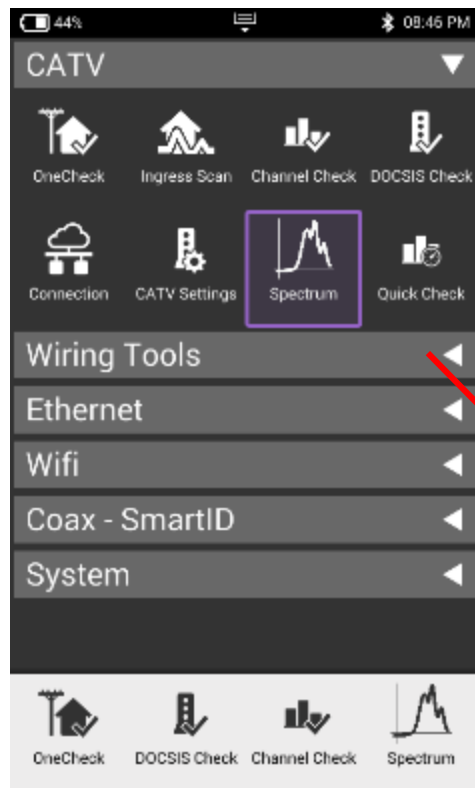 44% 08:46 PM
CATV
OneCheck Ingress Scan Channel Check DOCSIS Check
Connection CATV Settings Spectrum Quick Check
Wiring Tools
Ethernet
Wifi
Coax - SmartID
System
OneCheck DOCSIS Check Channel Check Spectrum